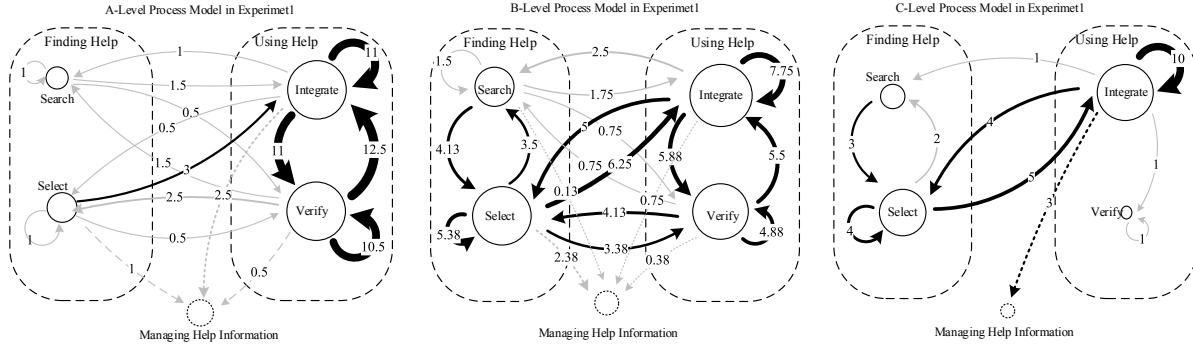 A-Level Process Model in Experimet1
Finding Help
Using Help
1
11
1
Search
1.5
Integrate
0.5
0.5
11
12.5
1.5
3
Select
2.5
2.5
Verify
1
0.5
10.5
1
0.5
Managing Help Information
B-Level Process Model in Experimet1
Finding Help
Using Help
2.5
1.5
7.75
Search
1.75
Integrate
4.13
3.5
5
0.75
5.88
5.5
0.75
6.25
0.13
0.75
Select
4.13
Verify
5.38
3.38
4.88
2.38
0.38
Managing Help Information
C-Level Process Model in Experimet1
Finding Help
Using Help
1
10
Search
Integrate
3
2
4
1
5
3
Select
Verify
4
1
Managing Help Information